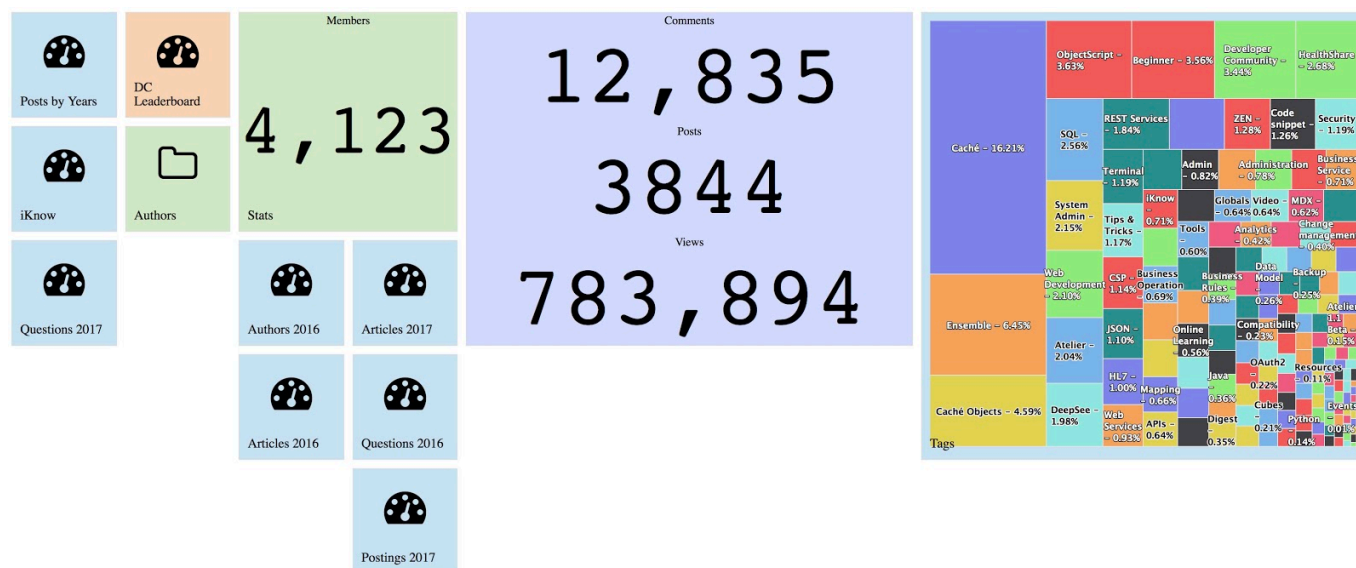 Posts by Years
DC
Leaderboard
Members
4,123
Stats
Comments
12,835
Posts
3844
Views
783,894
iKnow
Authors
Questions 2017
Authors 2016
Articles 2017
Articles 2016
Questions 2016
Postings 2017
Caché - 16.21%
Ensemble - 6.45%
Caché Objects - 4.59%
Tags
ObjectScript -
3.63%
Beginner - 3.56%
Developer
Community -
3.44%
HealthShare
- 2.68%
SQL -
2.56%
REST Services
- 1.84%
ZEN -
1.28%
Code
snippet -
1.26%
Security
- 1.19%
Terminal
- 1.19%
Admin
- 0.82%
Administration
- 0.78%
Business
Service
- 0.71%
System
Admin -
2.15%
Tips &
Tricks -
1.17%
iKnow
-
0.71%
Globals
- 0.64%
Video -
0.64%
MDX -
0.62%
Tools
-
0.60%
Analytics
- 0.42%
Change
management
- 0.40%
Web
Development
- 2.10%
CSP -
1.14%
Business
Operation
- 0.69%
Business
Rules -
0.39%
Data
Model -
0.26%
Backup -
0.25%
Atelier
1.1
Beta -
0.15%
Atelier -
2.04%
JSON -
1.10%
Online
Learning
- 0.56%
Compatibility
- 0.23%
HL7 -
1.00%
Mapping
- 0.66%
Java -
0.36%
OAuth2
-
0.22%
Resources
- 0.11%
DeepSee -
1.98%
Web
Services
- 0.93%
APIs -
0.64%
Digest -
0.35%
Cubes
-
0.21%
Python -
0.14%
Events
0.01%